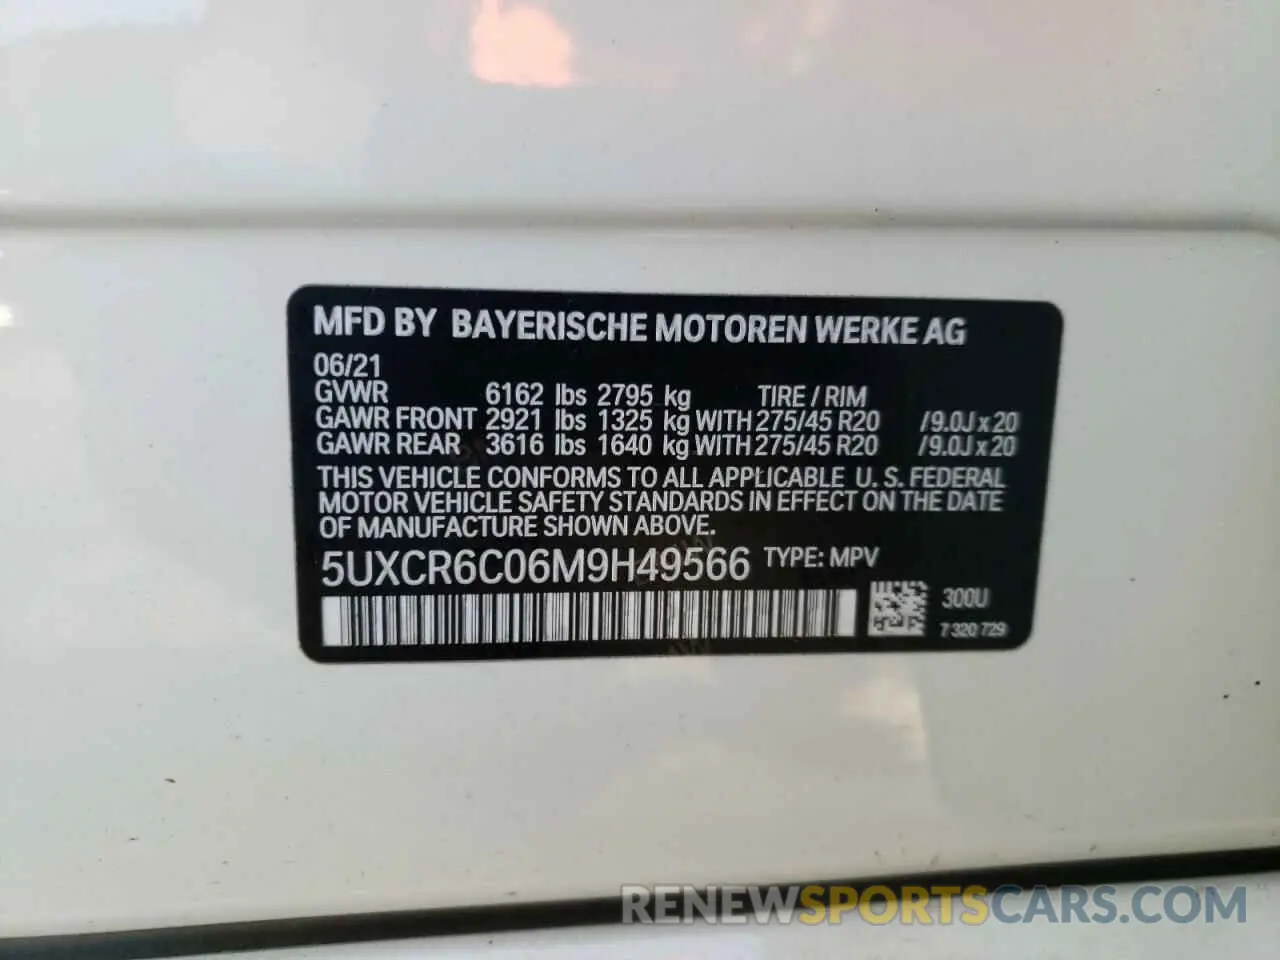 MFD BY BAYERISCHE MOTOREN WERKE AG
06/21
GVWR 6162 lbs 2795 kg TIRE / RIM
GAWR FRONT 2921 lbs 1325 kg WITH 275/45 R20 /9.0J x 20
GAWR REAR 3616 lbs 1640 kg WITH 275/45 R20 /9.0J x 20
THIS VEHICLE CONFORMS TO ALL APPLICABLE U. S. FEDERAL
MOTOR VEHICLE SAFETY STANDARDS IN EFFECT ON THE DATE
OF MANUFACTURE SHOWN ABOVE.
5UXCR6C06M9H49566 TYPE: MPV
300U
7 320 729
RENEWSPORTSCARS.COM